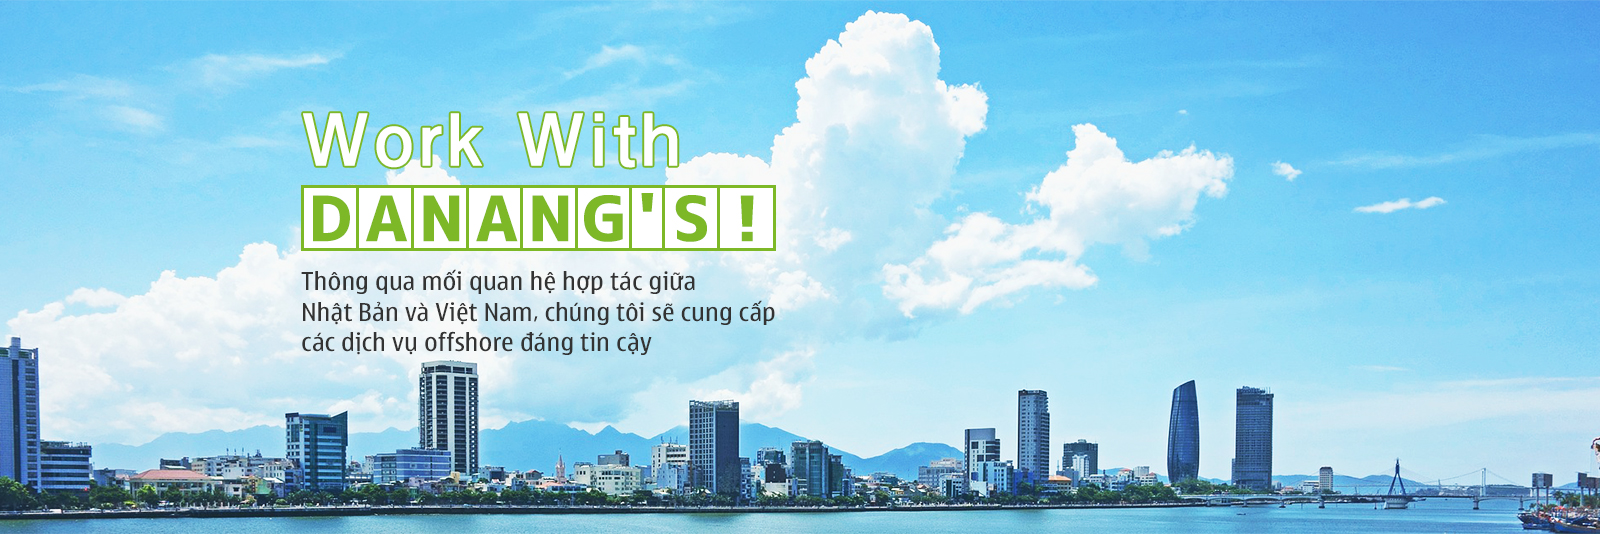 Work With
DANANG'S!
Thông qua mối quan hệ hợp tác giữa
Nhật Bản và Việt Nam, chúng tôi sẽ cung cấp
các dịch vụ offshore đáng tin cậy